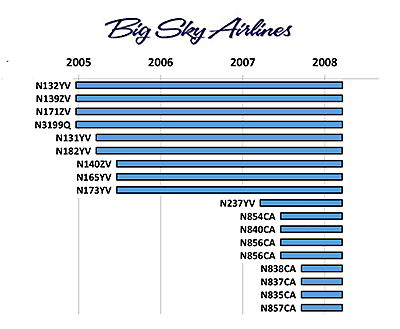 Big Sky Airlines
2005 2006 2007 2008
N132YV
N139ZV
N171ZV
N3199Q
N131YV
N182YV
N140ZV
N165YV
N173YV
N237YV
N854CA
N840CA
N856CA
N856CA
N838CA
N837CA
N835CA
N857CA